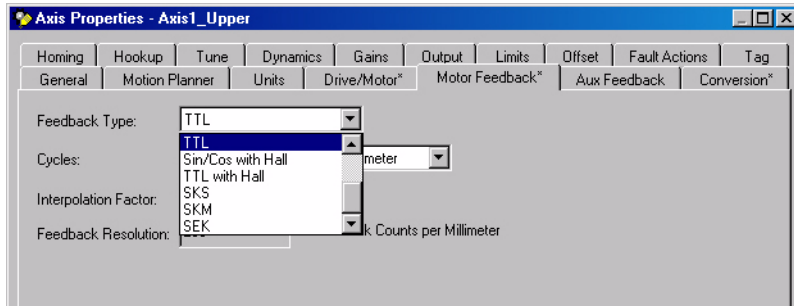 Axis Properties - Axis1_Upper
Homing Hookup Tune Dynamics Gains Output Limits Offset Fault Actions Tag
General Motion Planner Units Drive/Motor* Motor Feedback* Aux Feedback Conversion*
Feedback Type: TTL
TTL
Cycles: Sin/Cos with Hall meter
TTL with Hall
Interpolation Factor: SKS
SKM
Feedback Resolution: SEK k Counts per Millimeter